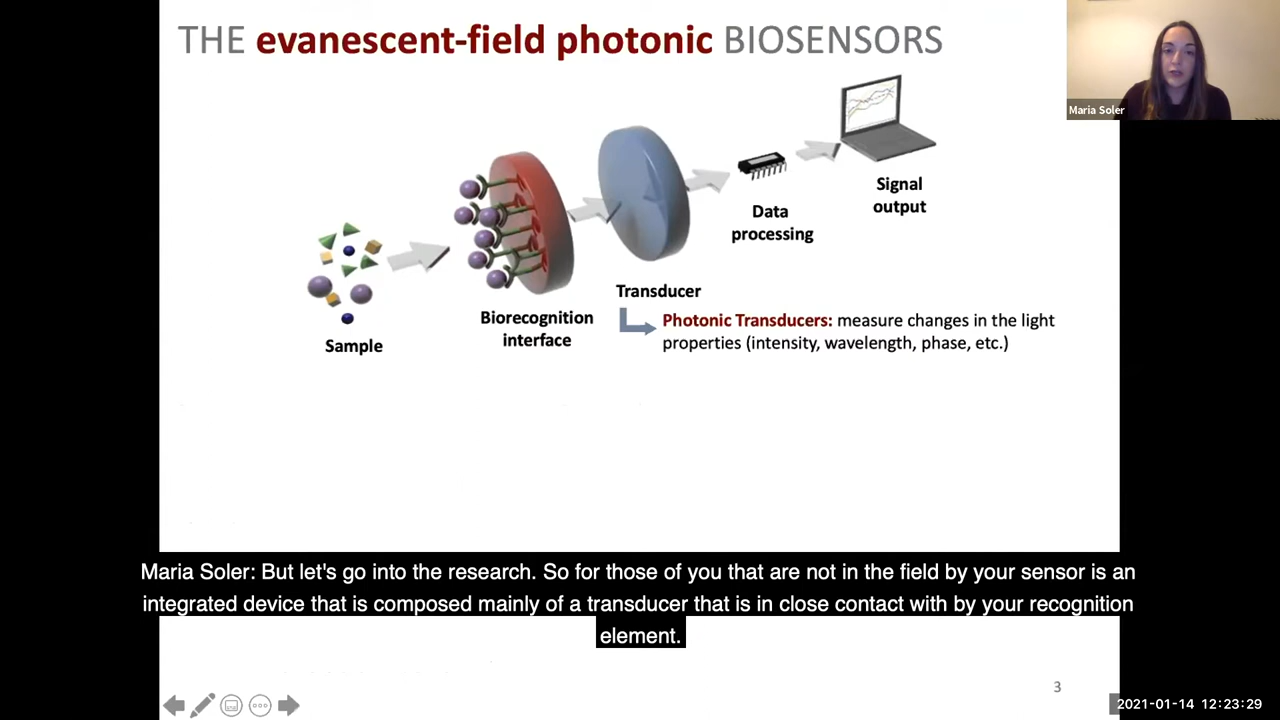 THE evanescent-field photonic BIOSENSORS
Maria Soler
Signal
output
Data
processing
Transducer
Biorecognition
interface
Sample
Photonic Transducers: measure changes in the light
properties (intensity, wavelength, phase, etc.)
Maria Soler: But let's go into the research. So for those of you that are not in the field by your sensor is an
integrated device that is composed mainly of a transducer that is in close contact with by your recognition
element.
3
2021-01-14 12:23:29